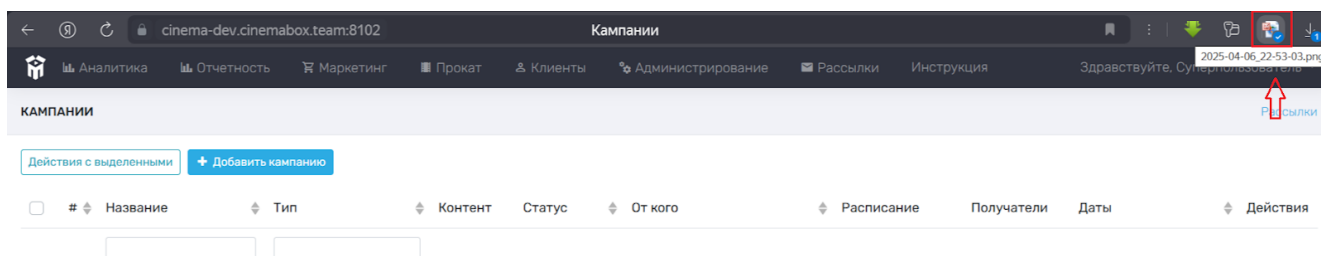 Я cinema-dev.cinemabox.team:8102 Кампании
2025-04-06_22-53-03.png
Аналитика Отчетность Маркетинг Прокат Клиенты Администрирование Рассылки Инструкция Здравствуйте, Суперпользователь
КАМПАНИИ Рассылки
Действия с выделенными + Добавить кампанию
# Название Тип Контент Статус От кого Расписание Получатели Даты Действия